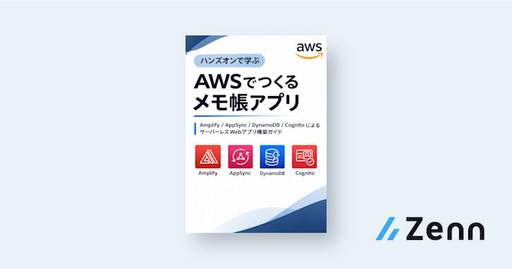 aws
ハンズオンで学ぶ
AWSでつくる
メモ帳アプリ
Amplify / AppSync / DynamoDB / Cognito による
サーバーレス Webアプリ構築ガイド
Amplify
AppSync
DynamoDB
Cognito
Zenn